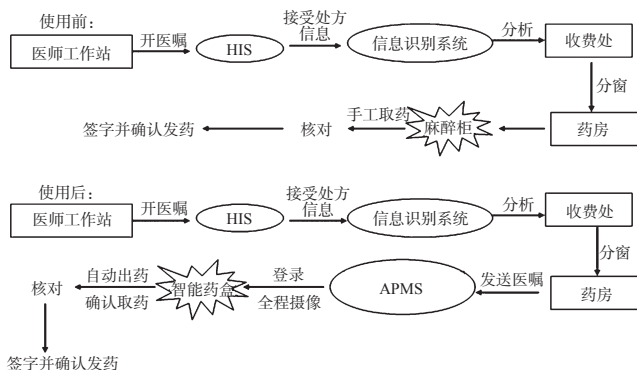 使用前：
医师工作站
开医嘱
HIS
接受处方
信息
信息识别系统
分析
收费处
分窗
药房
麻醉柜
手工取药
核对
签字并确认发药
使用后：
医师工作站
开医嘱
HIS
接受处方
信息
信息识别系统
分析
收费处
分窗
药房
发送医嘱
APMS
登录
全程摄像
智能药盒
自动出药
确认取药
核对
签字并确认发药